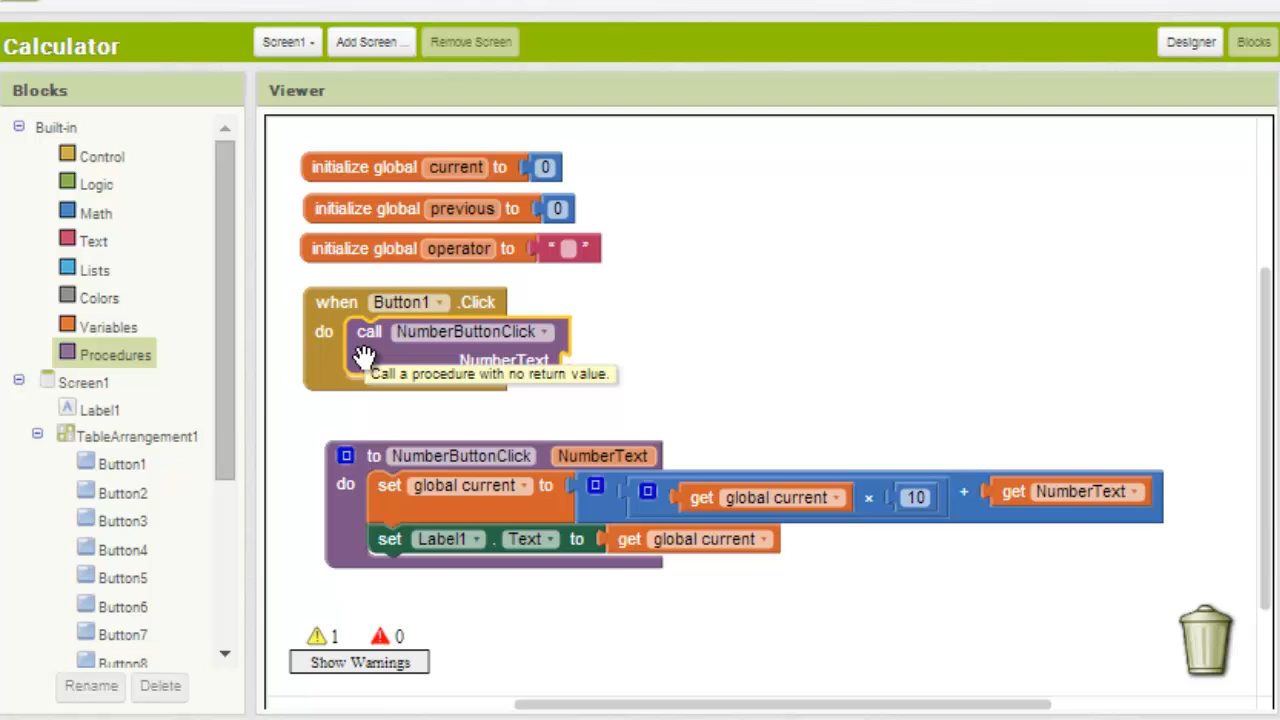 Calculator
Screen1
Add Screen ...
Remove Screen
Designer
Blocks
Blocks
Viewer
Built-in
Control
Logic
Math
Text
Lists
Colors
Variables
Procedures
Screen1
Label1
TableArrangement1
Button1
Button2
Button3
Button4
Button5
Button6
Button7
Button8
Rename
Delete
initialize global current to 0
initialize global previous to 0
initialize global operator to “ ”
when Button1 .Click
do call NumberButtonClick
NumberText
Call a procedure with no return value.
to NumberButtonClick NumberText
do set global current to get global current × 10 + get NumberText
set Label1 . Text to get global current
1 0
Show Warnings